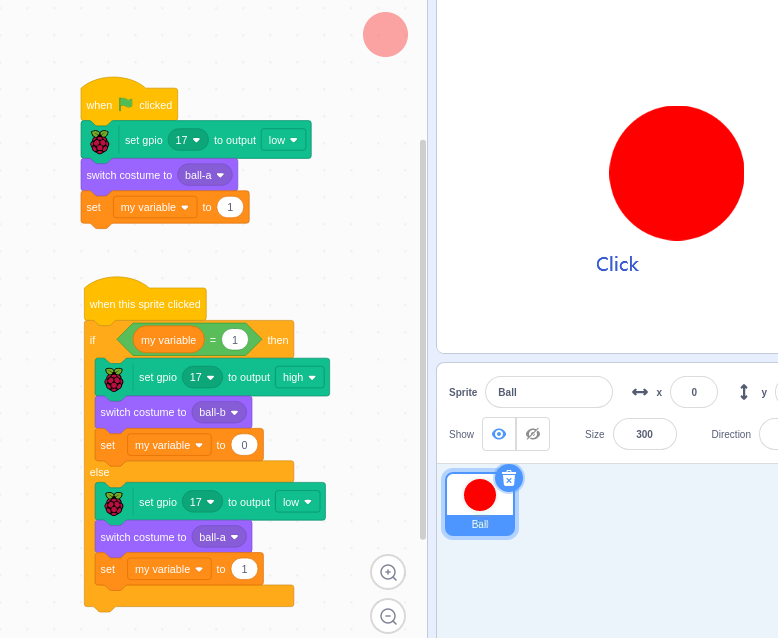 when clicked
set gpio 17 to output low
switch costume to ball-a
set my variable to 1
when this sprite clicked
if my variable = 1 then
set gpio 17 to output high
switch costume to ball-b
set my variable to 0
else
set gpio 17 to output low
switch costume to ball-a
set my variable to 1
Click
Sprite Ball x 0 y
Show Size 300 Direction
Ball